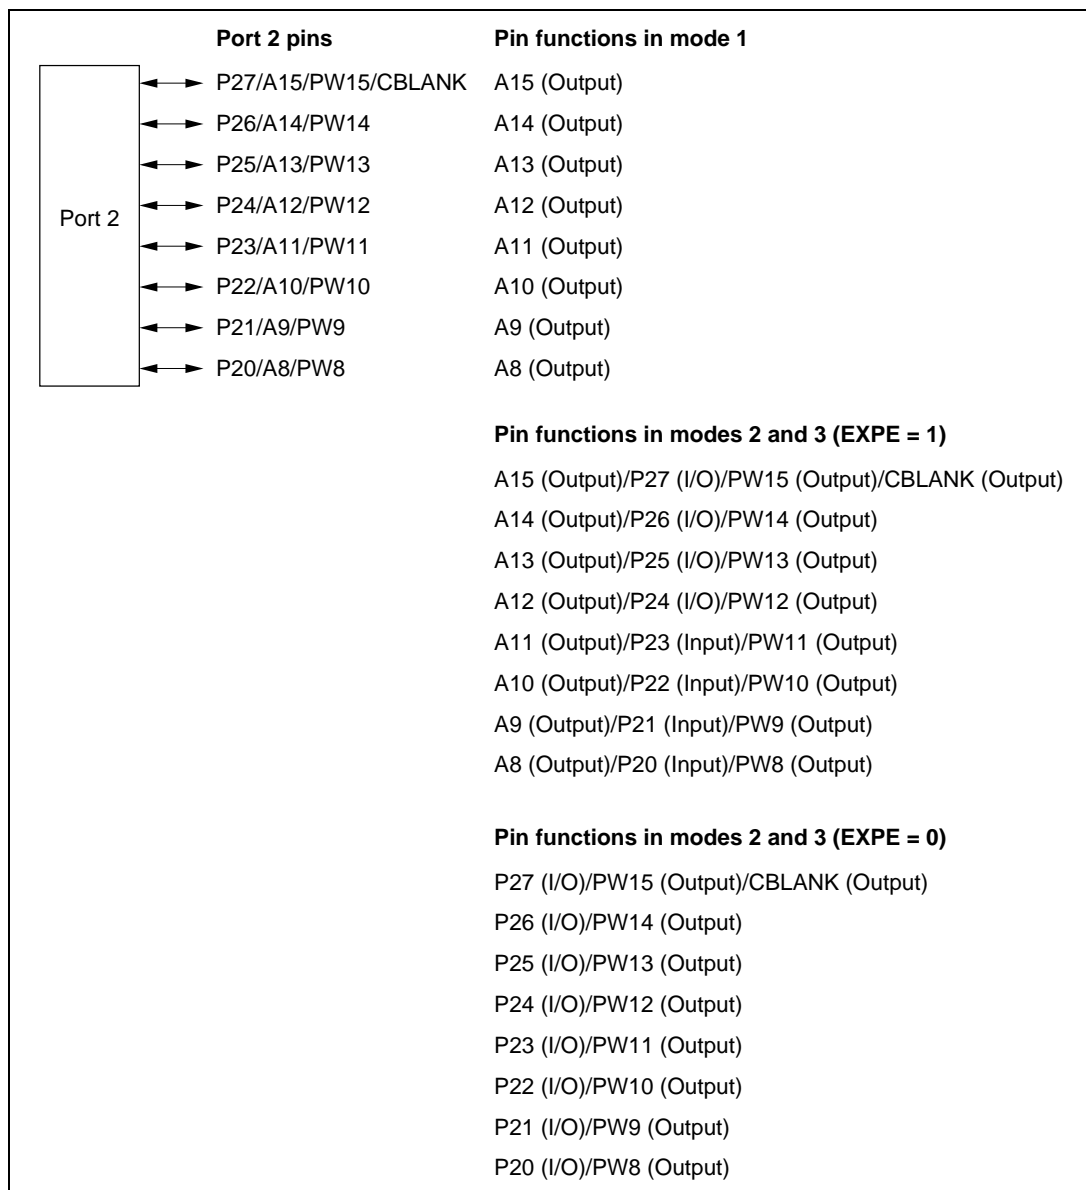 Port 2 pins Pin functions in mode 1
P27/A15/PW15/CBLANK A15 (Output)
P26/A14/PW14 A14 (Output)
P25/A13/PW13 A13 (Output)
P24/A12/PW12 A12 (Output)
Port 2
P23/A11/PW11 A11 (Output)
P22/A10/PW10 A10 (Output)
P21/A9/PW9 A9 (Output)
P20/A8/PW8 A8 (Output)
Pin functions in modes 2 and 3 (EXPE = 1)
A15 (Output)/P27 (I/O)/PW15 (Output)/CBLANK (Output)
A14 (Output)/P26 (I/O)/PW14 (Output)
A13 (Output)/P25 (I/O)/PW13 (Output)
A12 (Output)/P24 (I/O)/PW12 (Output)
A11 (Output)/P23 (Input)/PW11 (Output)
A10 (Output)/P22 (Input)/PW10 (Output)
A9 (Output)/P21 (Input)/PW9 (Output)
A8 (Output)/P20 (Input)/PW8 (Output)
Pin functions in modes 2 and 3 (EXPE = 0)
P27 (I/O)/PW15 (Output)/CBLANK (Output)
P26 (I/O)/PW14 (Output)
P25 (I/O)/PW13 (Output)
P24 (I/O)/PW12 (Output)
P23 (I/O)/PW11 (Output)
P22 (I/O)/PW10 (Output)
P21 (I/O)/PW9 (Output)
P20 (I/O)/PW8 (Output)